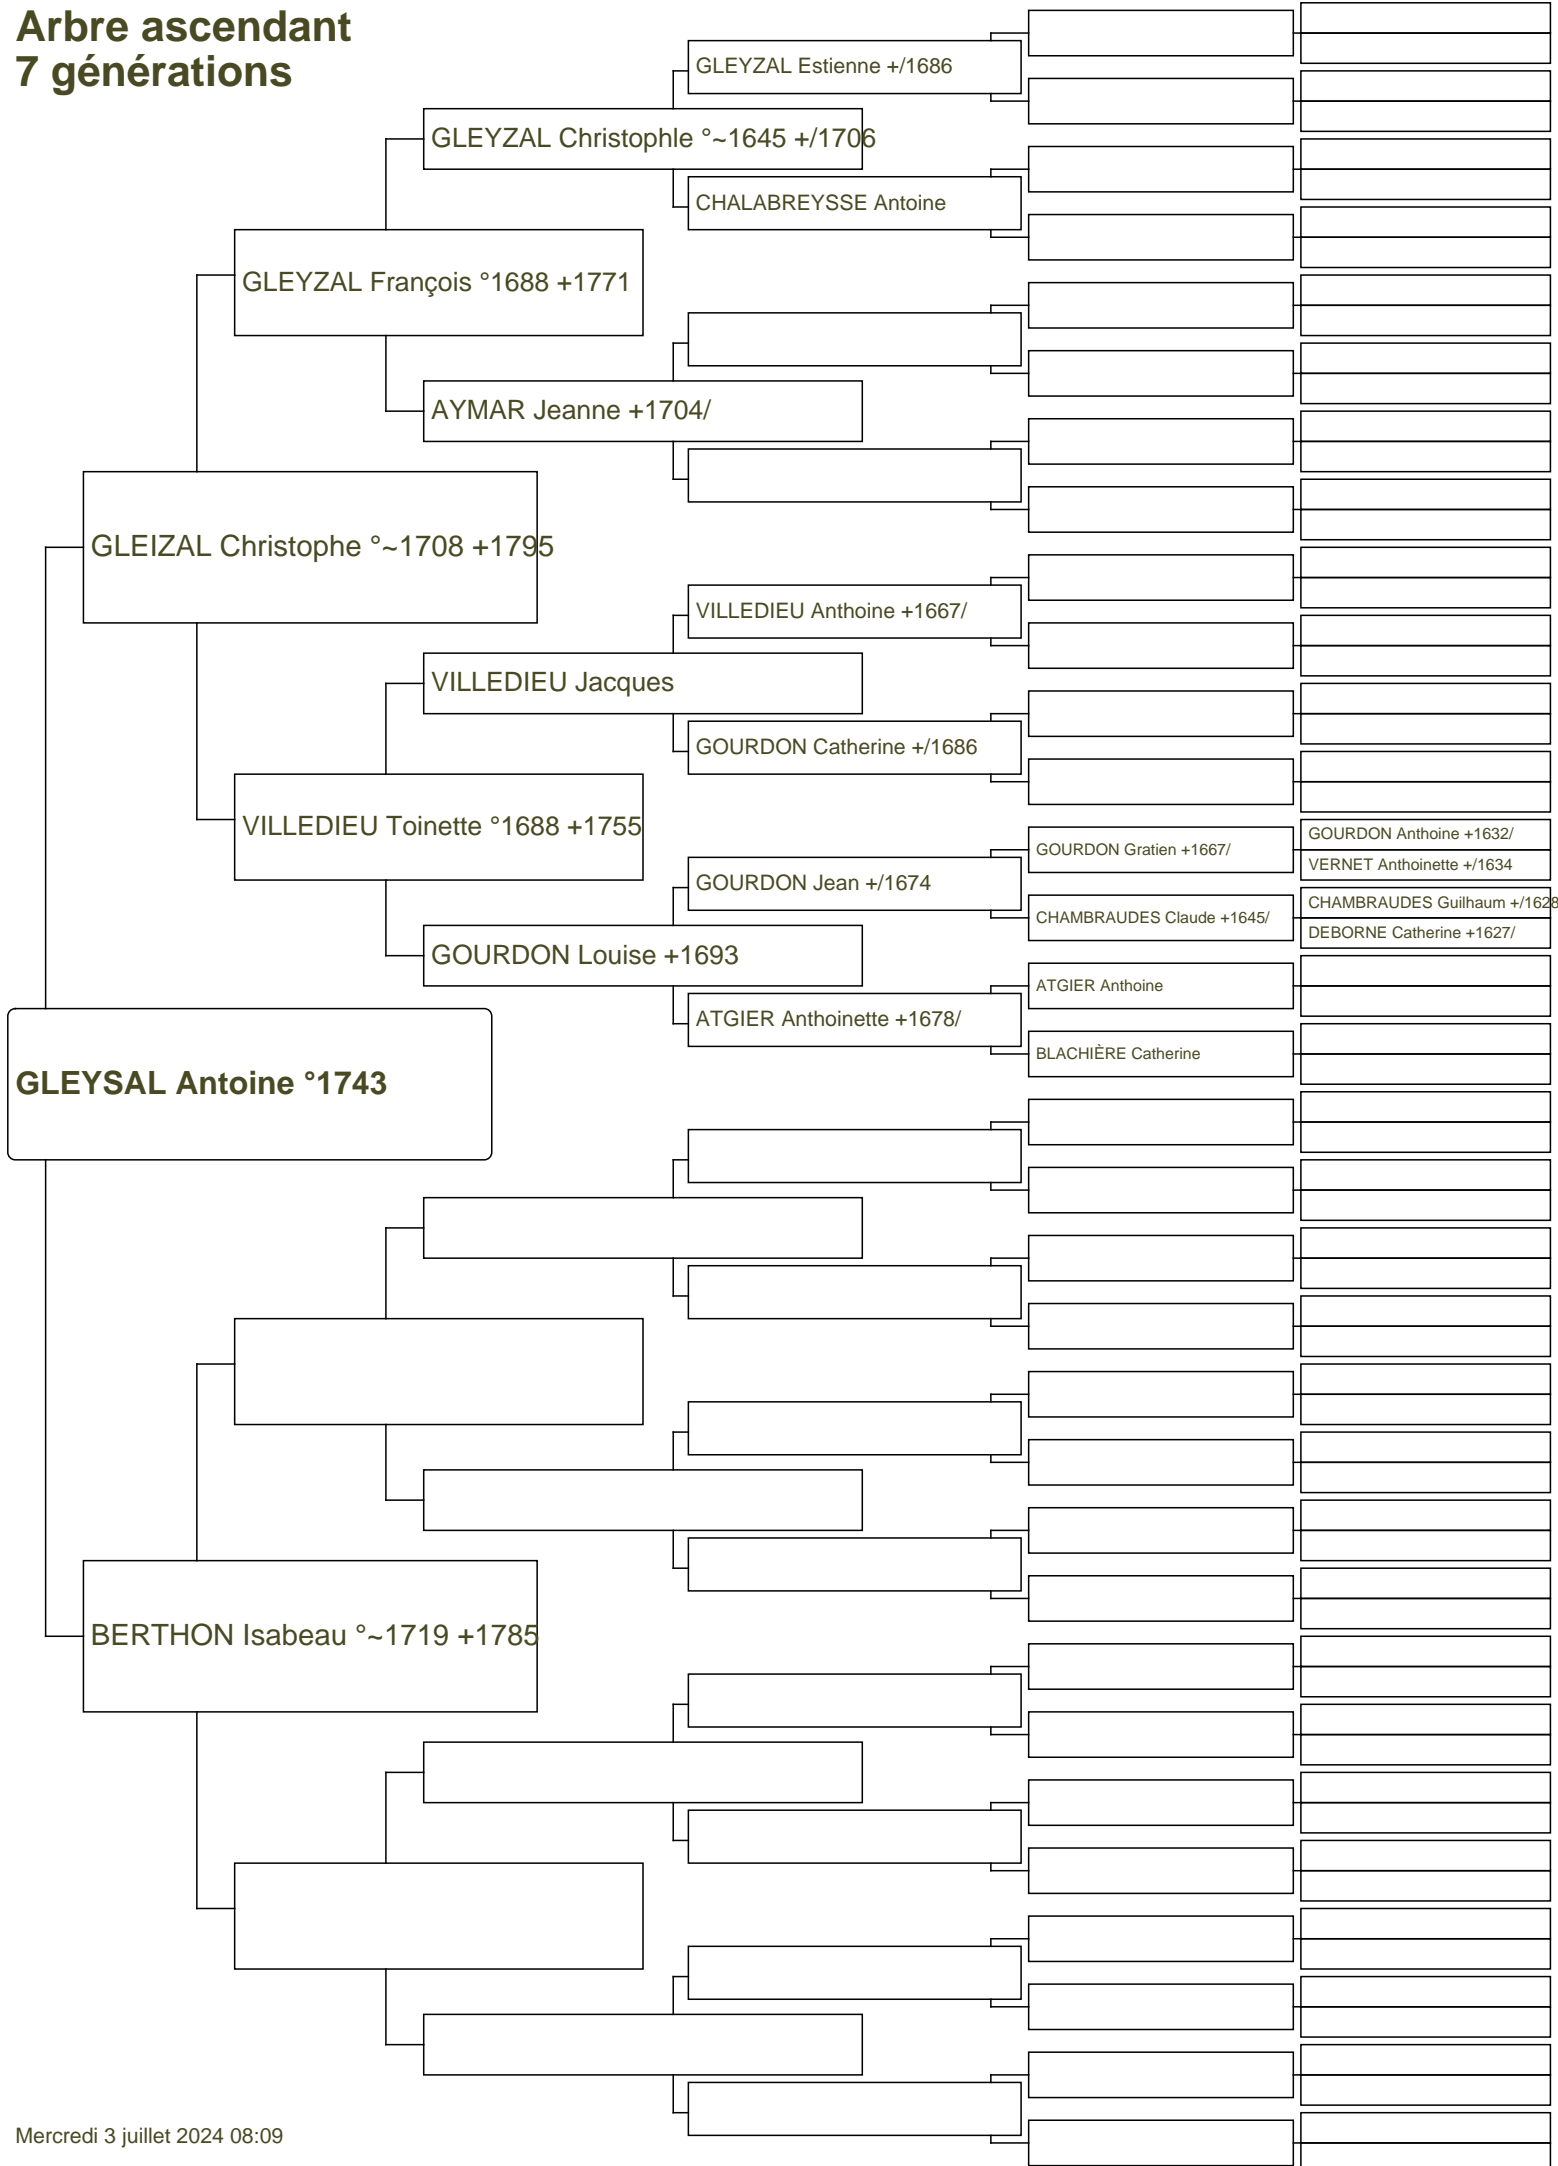 Arbre ascendant
7 générations
GLEYZAL Estienne +/1686
GLEYZAL Christophle °~1645 +/1706
CHALABREYSSE Antoine
GLEYZAL François °1688 +1771
AYMAR Jeanne +1704/
GLEIZAL Christophe °~1708 +1795
VILLEDIEU Anthoine +1667/
VILLEDIEU Jacques
GOURDON Catherine +/1686
VILLEDIEU Toinette °1688 +1755
GOURDON Anthoine +1632/
GOURDON Gratien +1667/
VERNET Anthoinette +/1634
GOURDON Jean +/1674
CHAMBRAUDES Guilhaum +/1628
CHAMBRAUDES Claude +1645/
DEBORNE Catherine +1627/
GOURDON Louise +1693
ATGIER Anthoine
ATGIER Anthoinette +1678/
BLACHIÈRE Catherine
GLEYSAL Antoine °1743
BERTHON Isabeau °~1719 +1785
Mercredi 3 juillet 2024 08:09